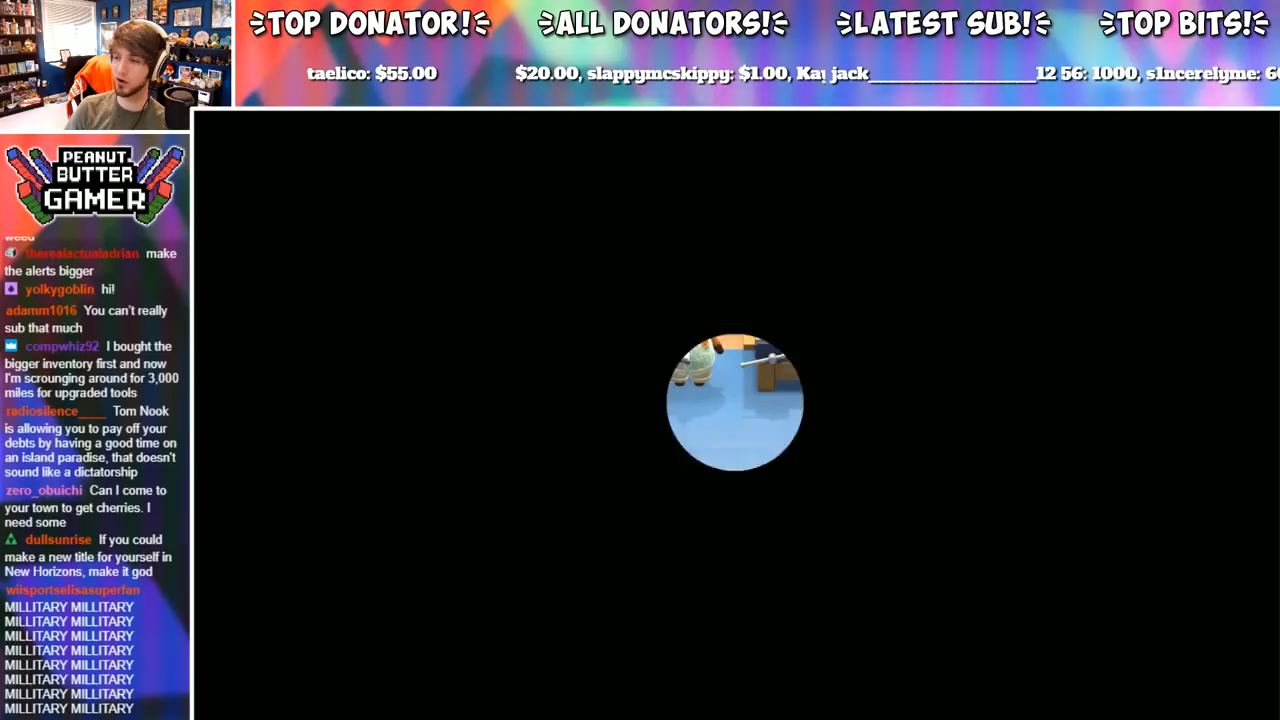 TOP DONATOR! ALL DONATORS! LATEST SUB! TOP BITS!
taelico: $55.00 $20.00, slappymcskippy: $1.00, Ka jack_________________12 56: 1000, s1ncerelyme:
PEANUT
BUTTER
GAMER
weed
therealactualadrian make
the alerts bigger
yolkygoblin hi!
adamm1016 You can't really
sub that much
compwhiz92 I bought the
bigger inventory first and now
I'm scrounging around for 3,000
miles for upgraded tools
radiosilence____ Tom Nook
is allowing you to pay off your
debts by having a good time on
an island paradise, that doesn't
sound like a dictatorship
zero_obuichi Can I come to
your town to get cherries. I
need some
dullsunrise If you could
make a new title for yourself in
New Horizons, make it god
wiisportselisasuperfan
MILLITARY MILLITARY
MILLITARY MILLITARY
MILLITARY MILLITARY
MILLITARY MILLITARY
MILLITARY MILLITARY
MILLITARY MILLITARY
MILLITARY MILLITARY
MILLITARY MILLITARY